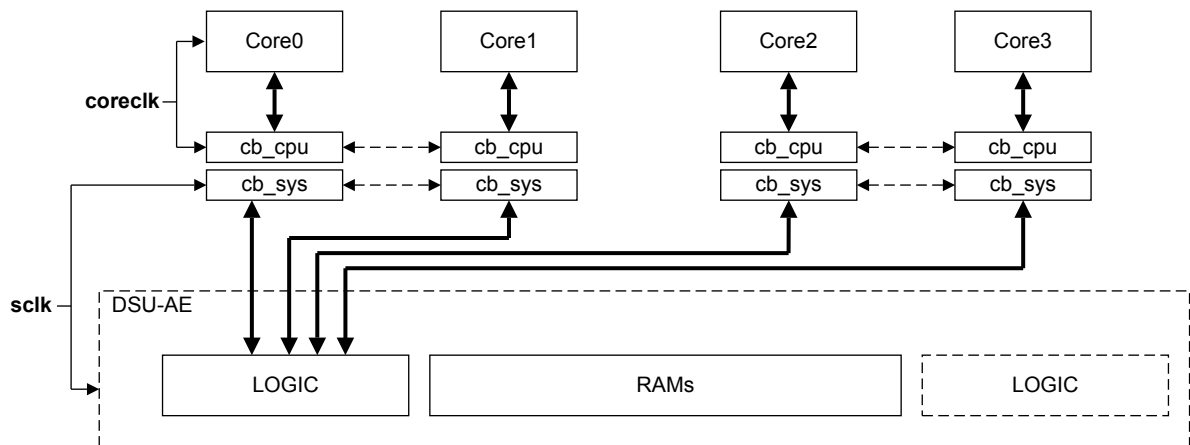 Core0
Core1
Core2
Core3
coreclk
cb_cpu
cb_cpu
cb_cpu
cb_cpu
cb_sys
cb_sys
cb_sys
cb_sys
sclk
DSU-AE
LOGIC
RAMs
LOGIC